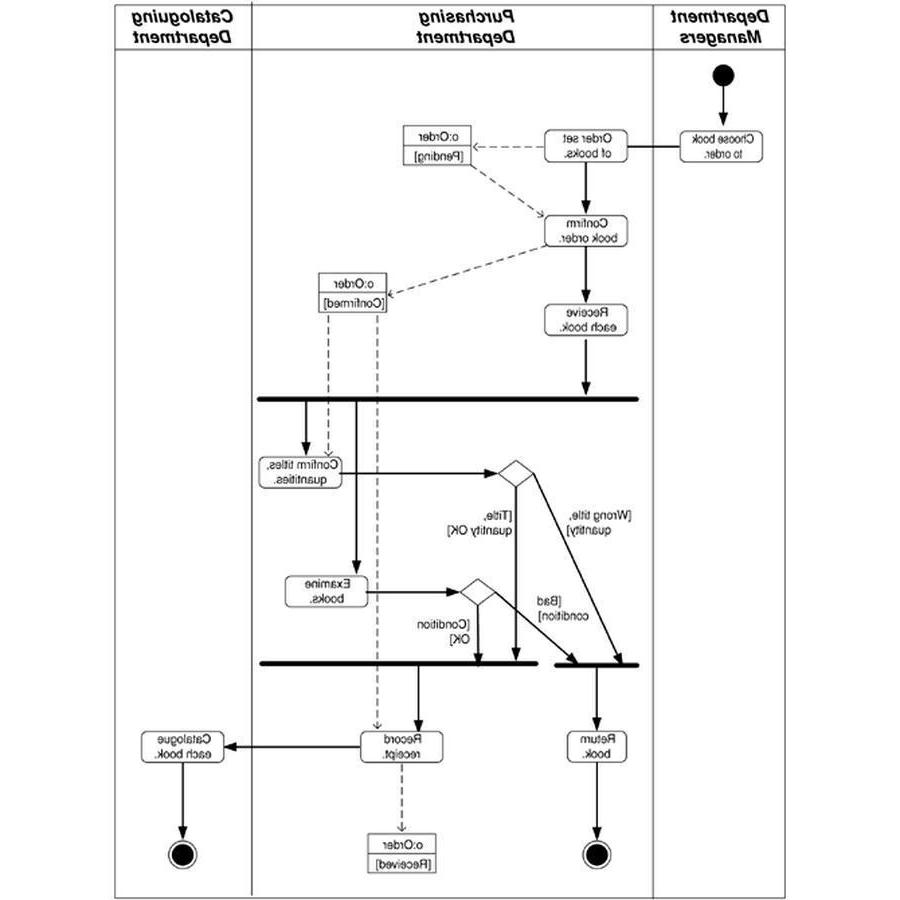 Department
Managers
Purchasing
Department
Cataloguing
Department
Choose book
to order.
Order set
of books.
o:Order
[Pending]
Confirm
book order.
o:Order
[Confirmed]
Receive
each book.
Confirm titles,
quantities.
[Wrong title,
quantity]
[Title,
quantity OK]
Examine
books.
[Bad
condition]
[Condition
OK]
Return
book.
Record
receipt.
Catalogue
each book.
o:Order
[Received]